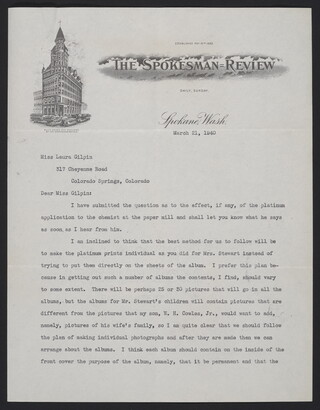 THE SPOKESMAN-REVIEW
Spokane, Wash.
March 21, 1940
Miss Laura Gilpin
317 Cheyenne Road
Colorado Springs, Colorado
Dear Miss Gilpin:
I have submitted the question as to the effect, if any, of the platinum
application to the chemist at the paper mill and shall let you know what he says
as soon as I hear from him.
I am inclined to think that the best method for us to follow will be
to make the platinum prints individual as you did for Mrs. Stewart instead of
trying to put them directly on the sheets of the album. I prefer this plan be-
cause in getting out such a number of albums the contents, I find, should vary
to some extent. There will be perhaps 25 or 30 pictures that will go in all the
albums, but the albums for Mr. Stewart's children will contain pictures that are
different from the pictures that my son, W. H. Cowles, Jr., would want to add,
namely, pictures of his wife's family, so I am quite clear that we should follow
the plan of making individual photographs and after they are made then we can
arrange about the albums. I think each album should contain on the inside of the
front cover the purpose of the album, namely, that it be permanent and that the